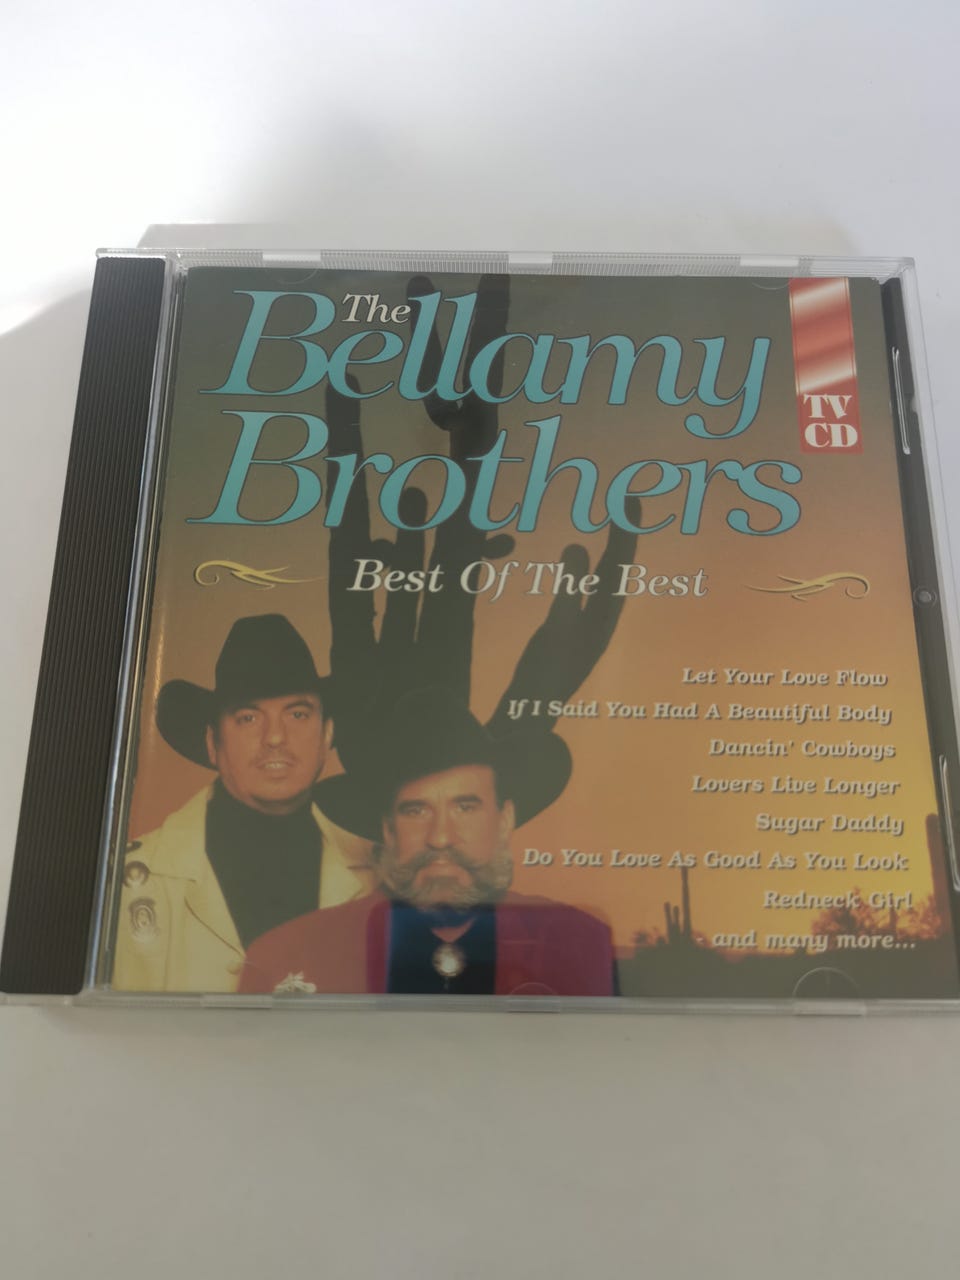 The
Bellamy
Brothers
TV
CD
Best Of The Best
Let Your Love Flow
If I Said You Had A Beautiful Body
Dancin' Cowboys
Lovers Live Longer
Sugar Daddy
Do You Love As Good As You Look
Redneck Girl
- and many more...